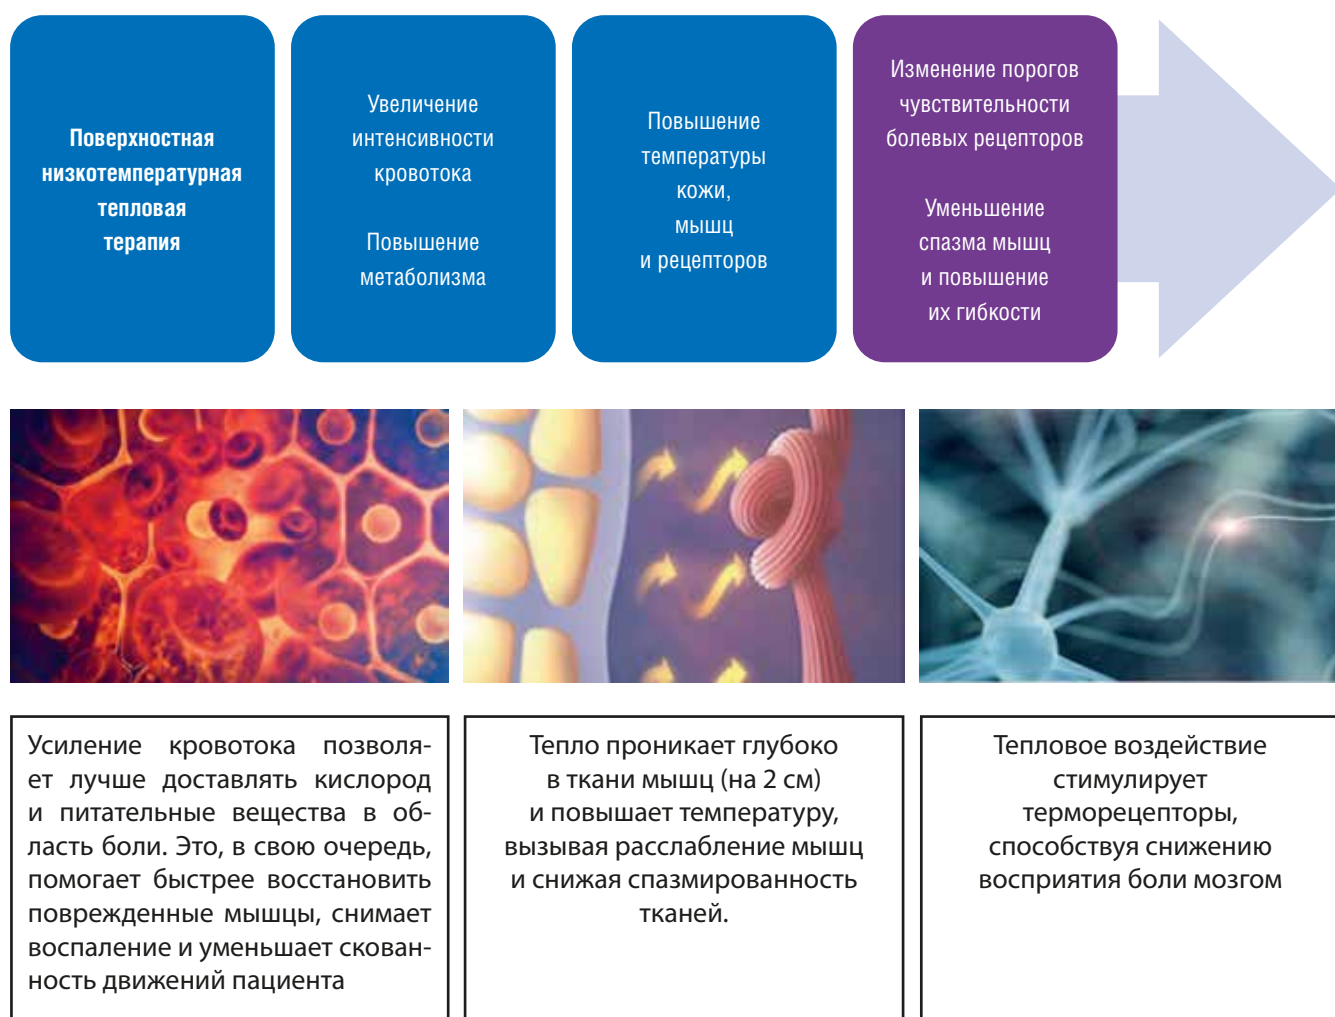 Поверхностная
низкотемпературная
тепловая
терапия
Увеличение
интенсивности
кровотока
Повышение
метаболизма
Повышение
температуры
кожи,
мышц
и рецепторов
Изменение порогов
чувствительности
болевых рецепторов
Уменьшение
спазма мышц
и повышение
их гибкости
Усиление кровотока позволя-
ет лучше доставлять кислород
и питательные вещества в об-
ласть боли. Это, в свою очередь,
помогает быстрее восстановить
поврежденные мышцы, снимает
воспаление и уменьшает скован-
ность движений пациента
Тепло проникает глубоко
в ткани мышц (на 2 см)
и повышает температуру,
вызывая расслабление мышц
и снижая спазмированность
тканей.
Тепловое воздействие
стимулирует
терморецепторы,
способствуя снижению
восприятия боли мозгом